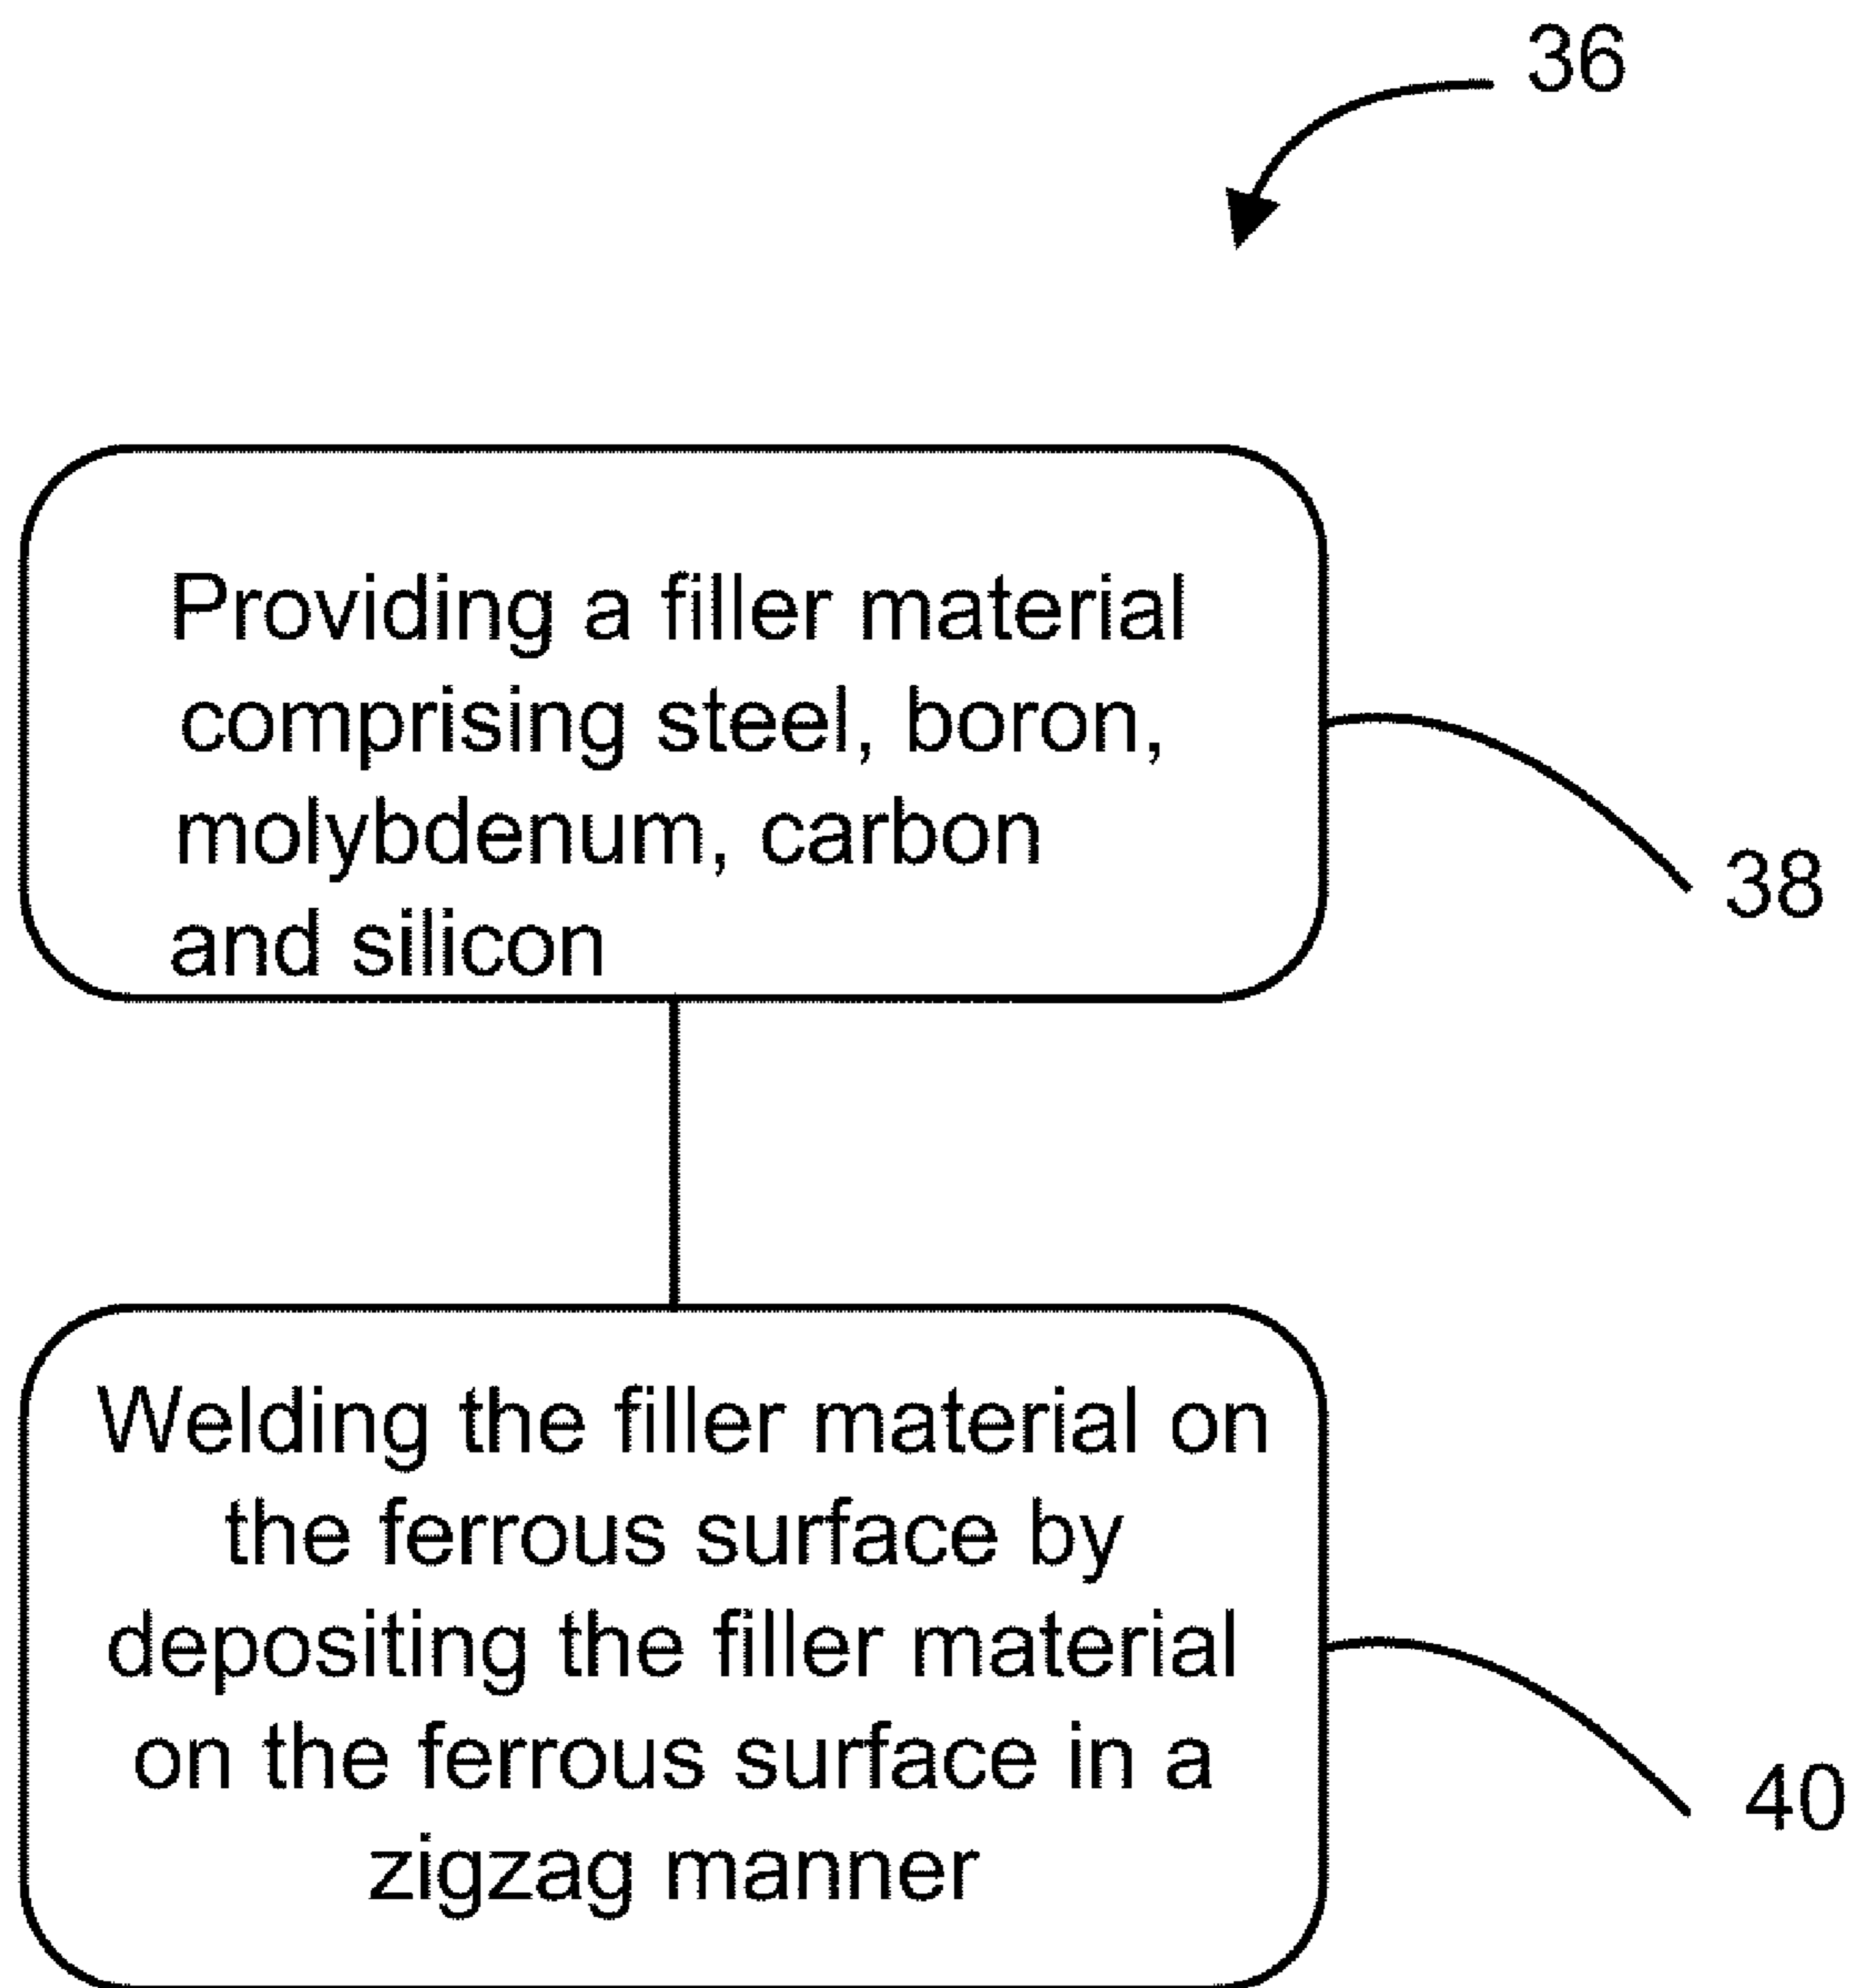 36
Providing a filler material
comprising steel, boron,
molybdenum, carbon
and silicon
38
Welding the filler material on
the ferrous surface by
depositing the filler material
on the ferrous surface in a
zigzag manner
40